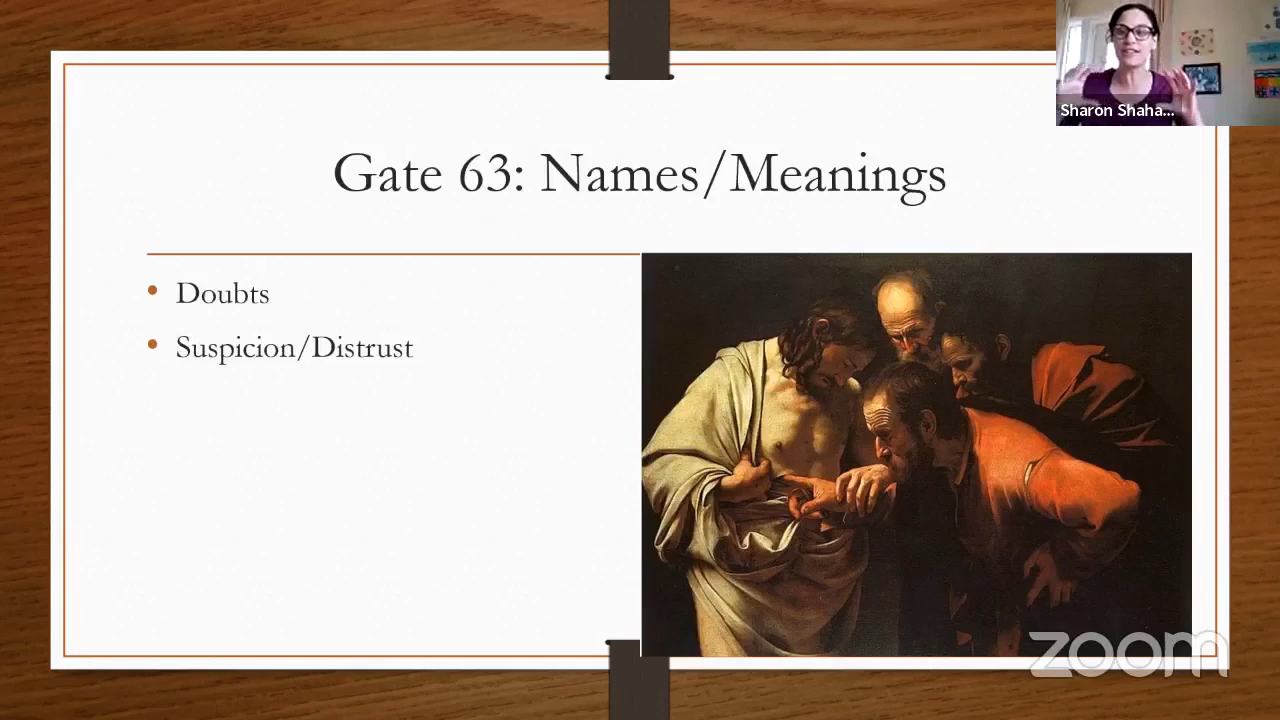 Gate 63: Names/Meanings
Doubts
Suspicion/Distrust
Sharon Shaha...
zoom